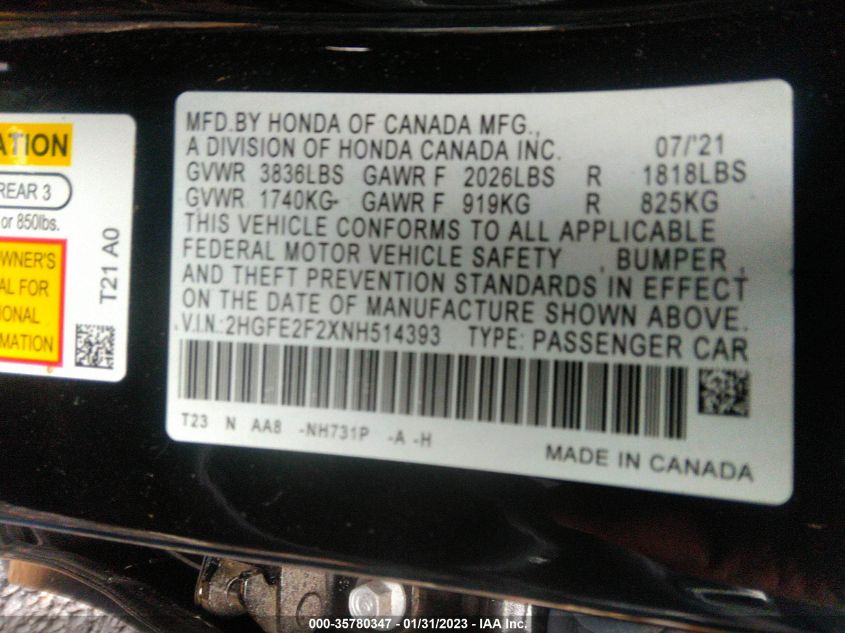 ATION
REAR 3
or 850lbs.
OWNER'S
AL FOR
IONAL
RMATION
T21 A0
MFD.BY HONDA OF CANADA MFG.,
A DIVISION OF HONDA CANADA INC. 07/'21
GVWR 3836LBS GAWR F 2026LBS R 1818LBS
GVWR 1740KG GAWR F 919KG R 825KG
THIS VEHICLE CONFORMS TO ALL APPLICABLE
FEDERAL MOTOR VEHICLE SAFETY , BUMPER ,
AND THEFT PREVENTION STANDARDS IN EFFECT
ON THE DATE OF MANUFACTURE SHOWN ABOVE.
V.I.N.:2HGFE2F2XNH514393 TYPE: PASSENGER CAR
T23 N AA8 -NH731P -A -H
MADE IN CANADA
000-35780347 - 01/31/2023 - IAA Inc.